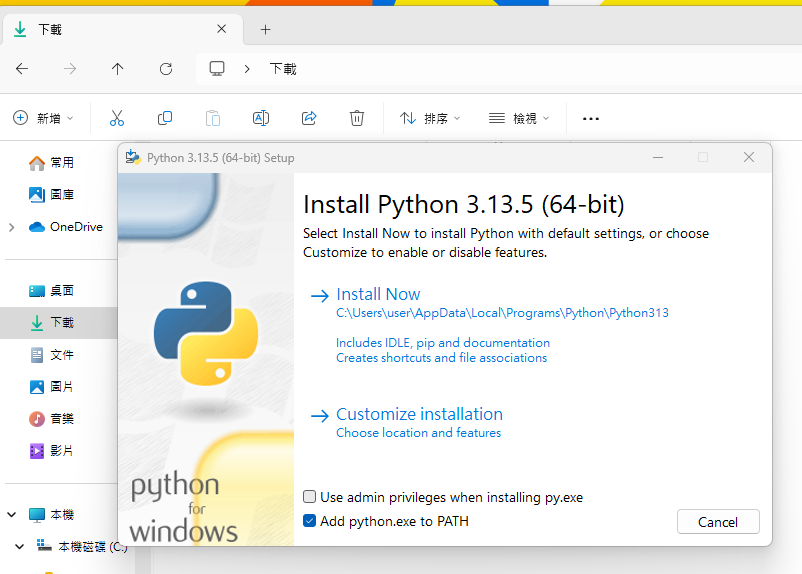 下載
下載
新增
排序
檢視
常用
圖庫
OneDrive
桌面
下載
文件
圖片
音樂
影片
本機
本機磁碟 (C:)
Python 3.13.5 (64-bit) Setup
Install Python 3.13.5 (64-bit)
Select Install Now to install Python with default settings, or choose
Customize to enable or disable features.
Install Now
C:\Users\user\AppData\Local\Programs\Python\Python313
Includes IDLE, pip and documentation
Creates shortcuts and file associations
Customize installation
Choose location and features
python
for
windows
Use admin privileges when installing py.exe
Add python.exe to PATH
Cancel